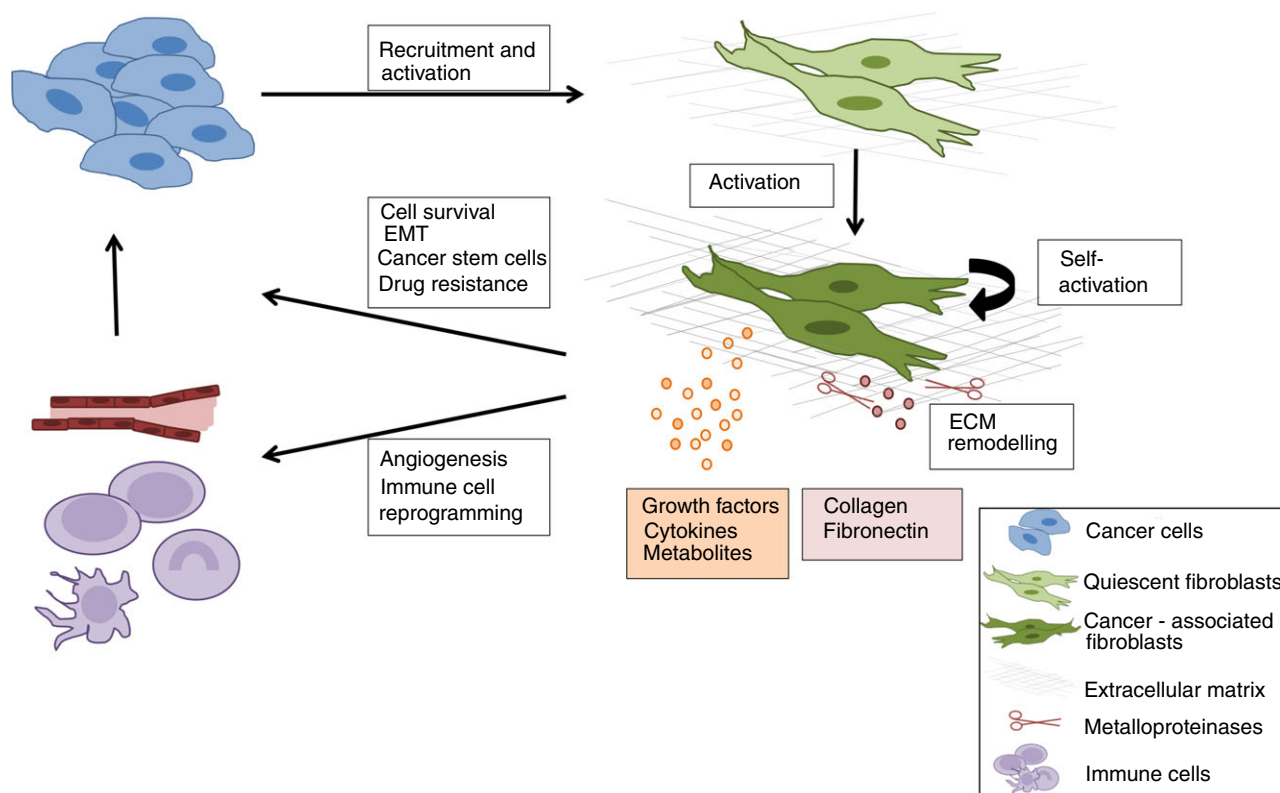 Recruitment and
activation
Activation
Cell survival
EMT
Cancer stem cells
Drug resistance
Self-
activation
ECM
remodelling
Angiogenesis
Immune cell
reprogramming
Growth factors
Cytokines
Metabolites
Collagen
Fibronectin
Cancer cells
Quiescent fibroblasts
Cancer - associated
fibroblasts
Extracellular matrix
Metalloproteinases
Immune cells